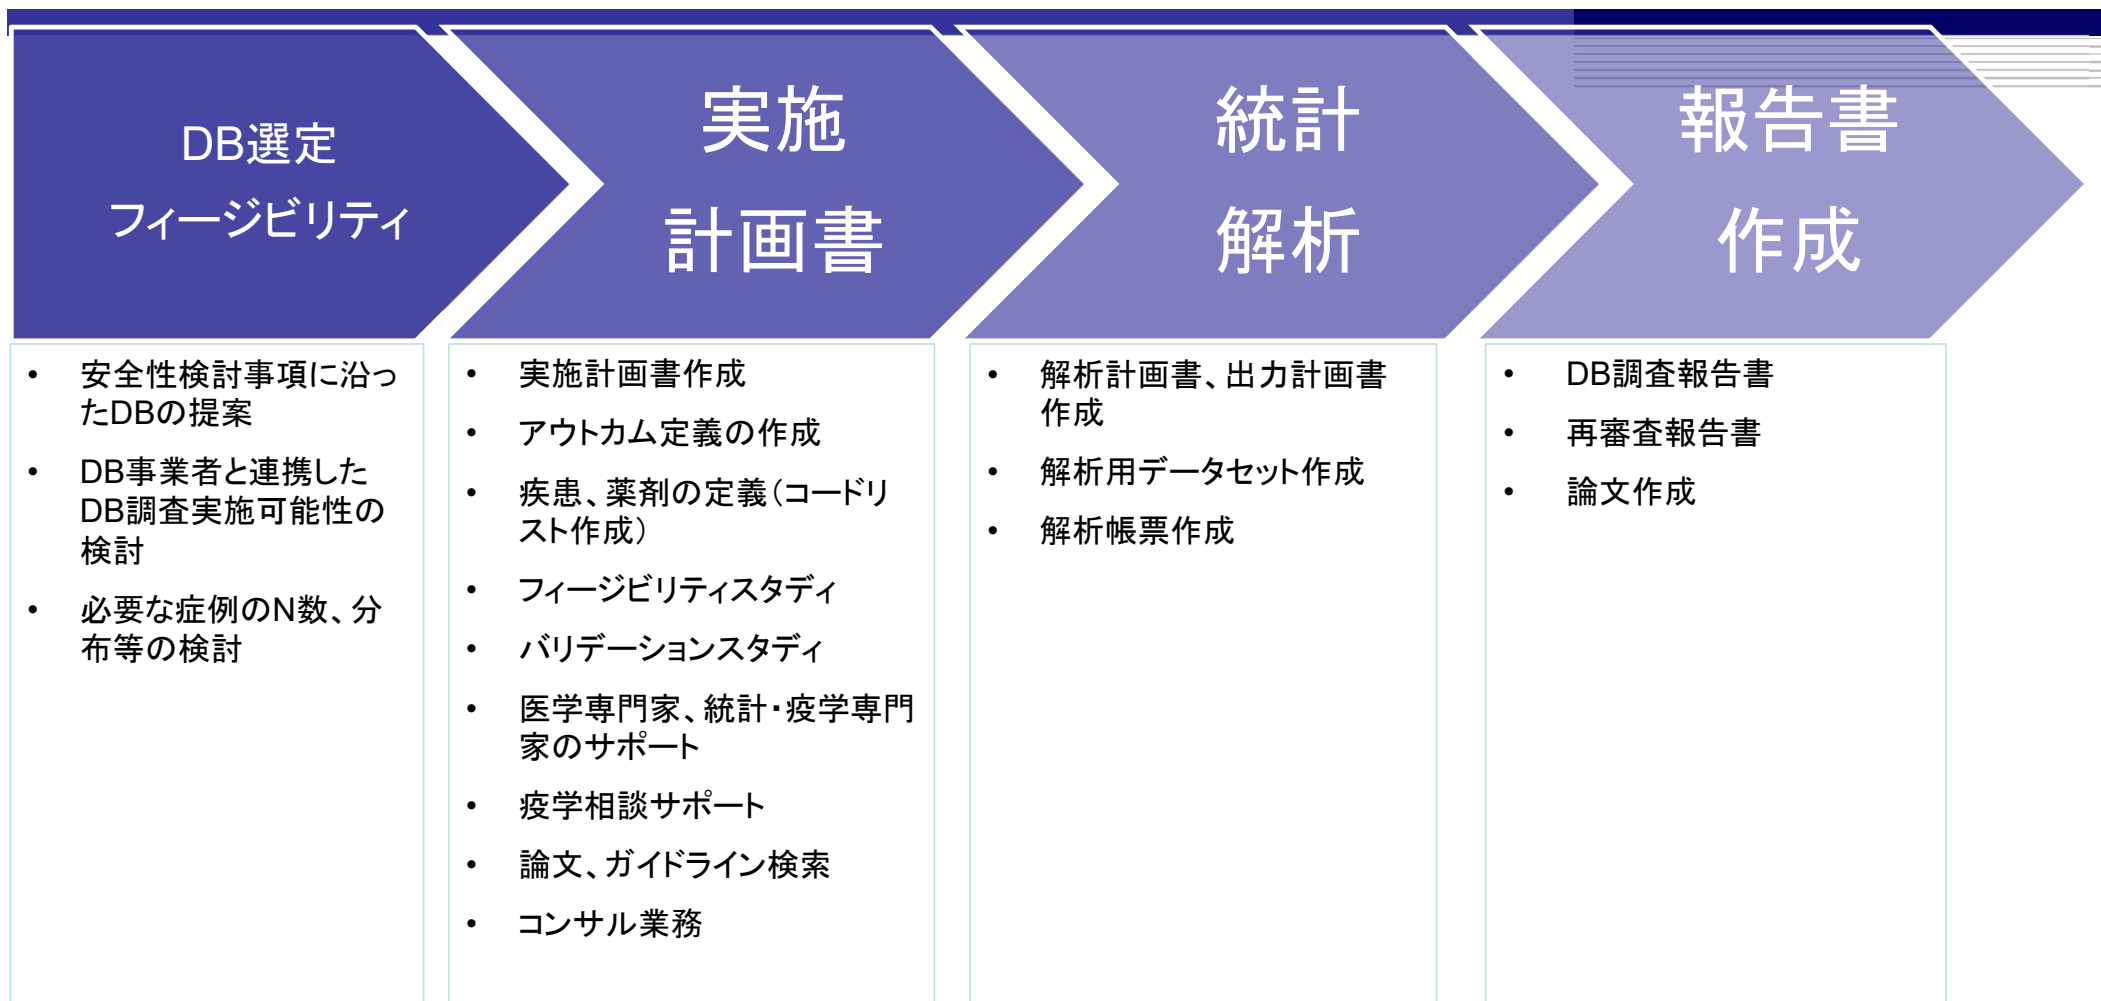 DB選定
フィージビリティ
実施
計画書
統計
解析
報告書
作成
• 安全性検討事項に沿っ
たDBの提案
• DB事業者と連携した
DB調査実施可能性の
検討
• 必要な症例のN数、分
布等の検討
• 実施計画書作成
• アウトカム定義の作成
• 疾患、薬剤の定義（コードリ
スト作成）
• フィージビリティスタディ
• バリデーションスタディ
• 医学専門家、統計・疫学専門
家のサポート
• 疫学相談サポート
• 論文、ガイドライン検索
• コンサル業務
• 解析計画書、出力計画書
作成
• 解析用データセット作成
• 解析帳票作成
• DB調査報告書
• 再審査報告書
• 論文作成